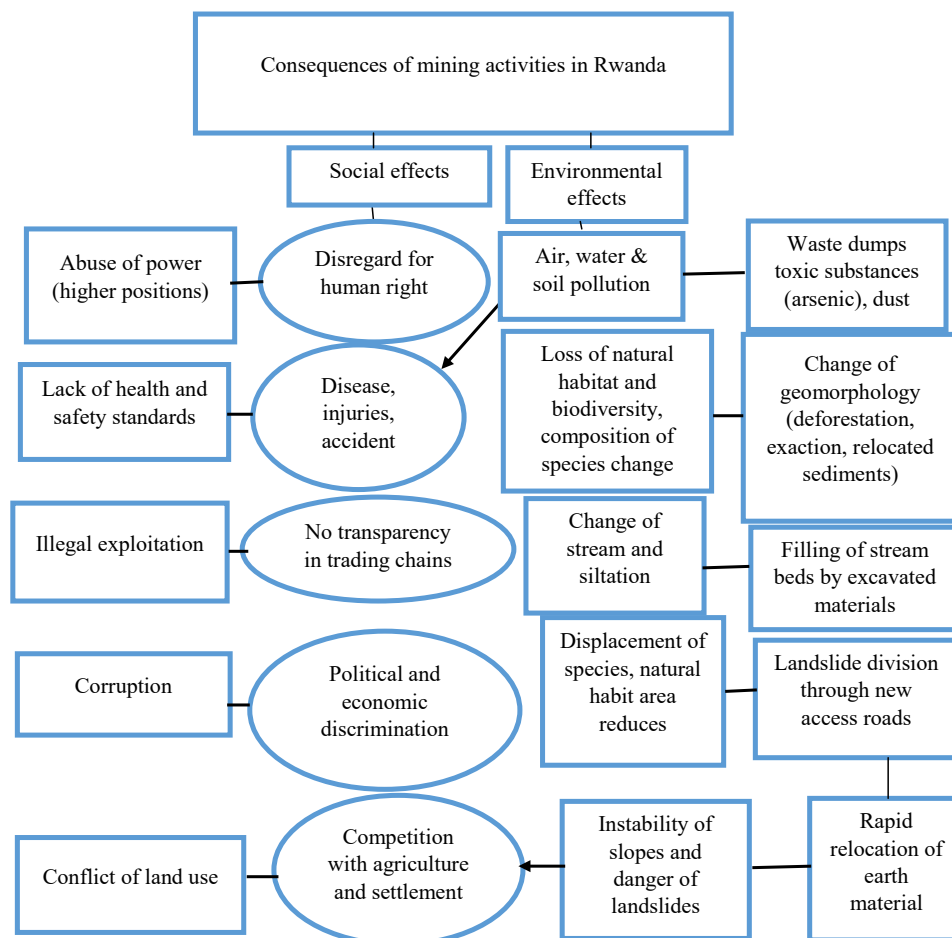 Consequences of mining activities in Rwanda
Social effects
Environmental
effects
Abuse of power
(higher positions)
Disregard for
human right
Air, water &
soil pollution
Waste dumps
toxic substances
(arsenic), dust
Lack of health and
safety standards
Disease,
injuries,
accident
Loss of natural
habitat and
biodiversity,
composition of
species change
Change of
geomorphology
(deforestation,
exaction, relocated
sediments)
Illegal exploitation
No transparency
in trading chains
Change of
stream and
siltation
Filling of stream
beds by excavated
materials
Corruption
Political and
economic
discrimination
Displacement of
species, natural
habit area
reduces
Landslide division
through new
access roads
Conflict of land use
Competition
with agriculture
and settlement
Instability of
slopes and
danger of
landslides
Rapid
relocation of
earth
material